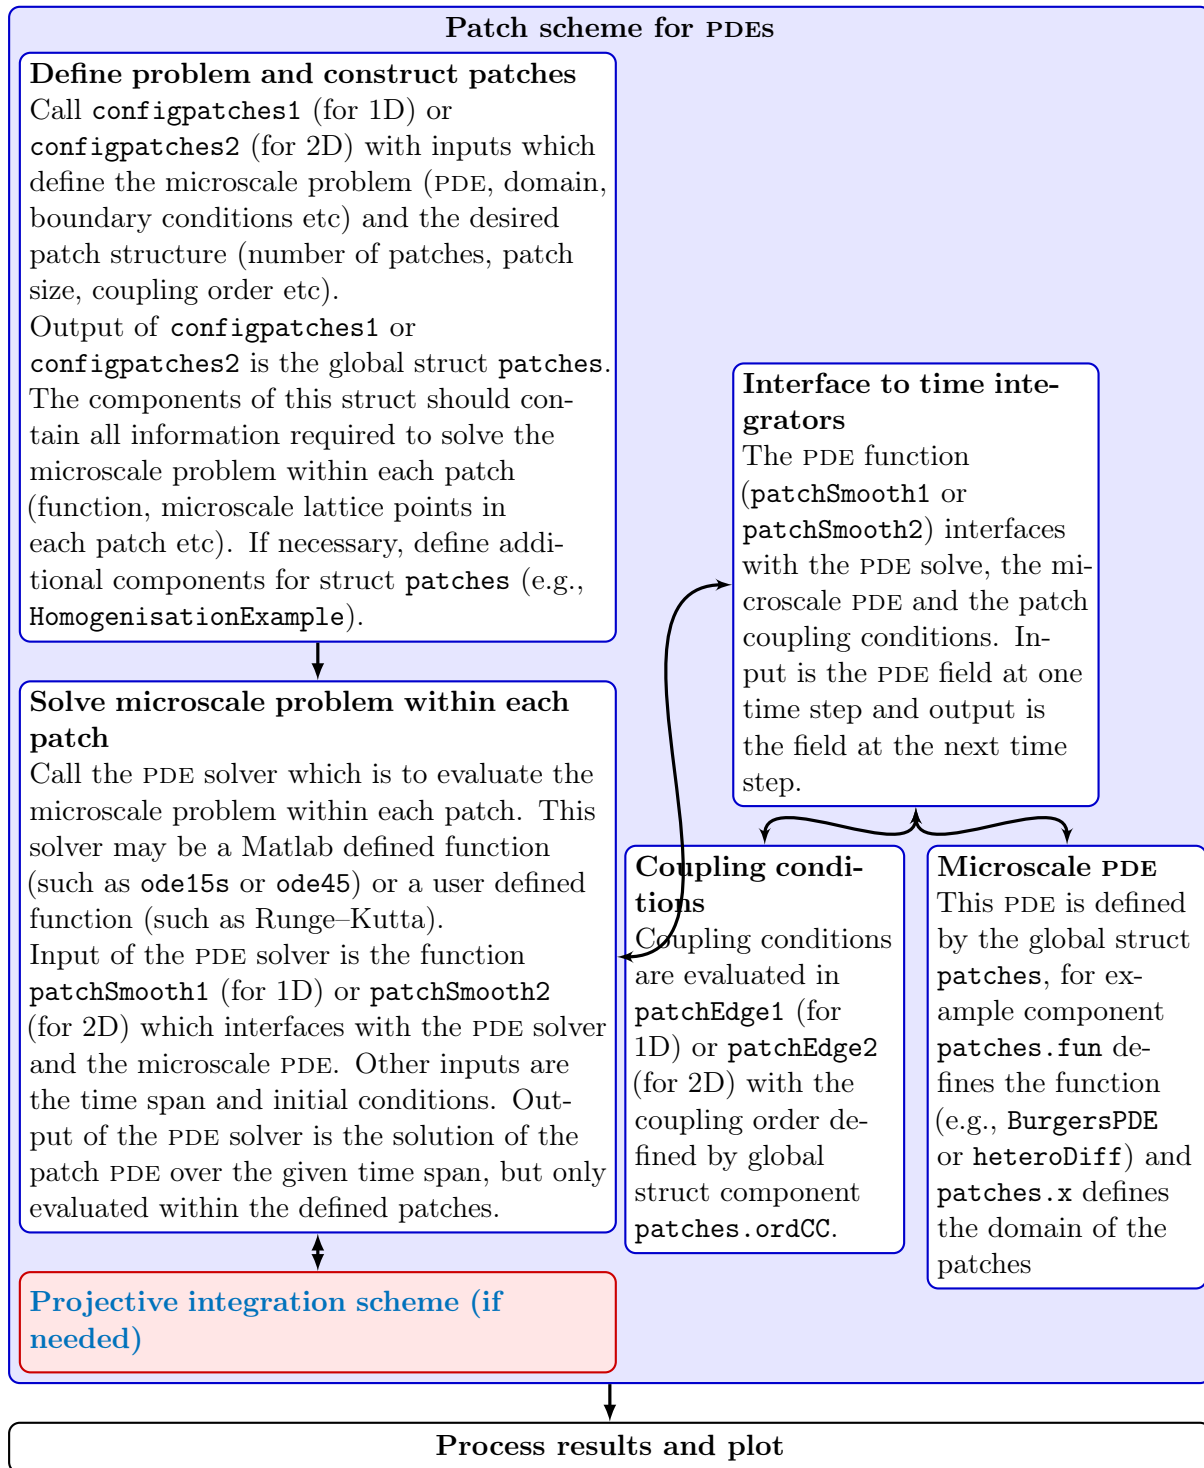 Patch scheme for PDEs
Define problem and construct patches
Call configpatches1 (for 1D) or
configpatches2 (for 2D) with inputs which
define the microscale problem (PDE, domain,
boundary conditions etc) and the desired
patch structure (number of patches, patch
size, coupling order etc).
Output of configpatches1 or
configpatches2 is the global struct patches.
The components of this struct should con-
tain all information required to solve the
microscale problem within each patch
(function, microscale lattice points in
each patch etc). If necessary, define addi-
tional components for struct patches (e.g.,
HomogenisationExample).
Solve microscale problem within each
patch
Call the PDE solver which is to evaluate the
microscale problem within each patch. This
solver may be a Matlab defined function
(such as ode15s or ode45) or a user defined
function (such as Runge–Kutta).
Input of the PDE solver is the function
patchSmooth1 (for 1D) or patchSmooth2
(for 2D) which interfaces with the PDE solver
and the microscale PDE. Other inputs are
the time span and initial conditions. Out-
put of the PDE solver is the solution of the
patch PDE over the given time span, but only
evaluated within the defined patches.
Projective integration scheme (if
needed)
Interface to time inte-
grators
The PDE function
(patchSmooth1 or
patchSmooth2) interfaces
with the PDE solve, the mi-
croscale PDE and the patch
coupling conditions. In-
put is the PDE field at one
time step and output is
the field at the next time
step.
Coupling condi-
tions
Coupling conditions
are evaluated in
patchEdge1 (for
1D) or patchEdge2
(for 2D) with the
coupling order de-
fined by global
struct component
patches.ordCC.
Microscale PDE
This PDE is defined
by the global struct
patches, for ex-
ample component
patches.fun de-
fines the function
(e.g., BurgersPDE
or heteroDiff) and
patches.x defines
the domain of the
patches
Process results and plot